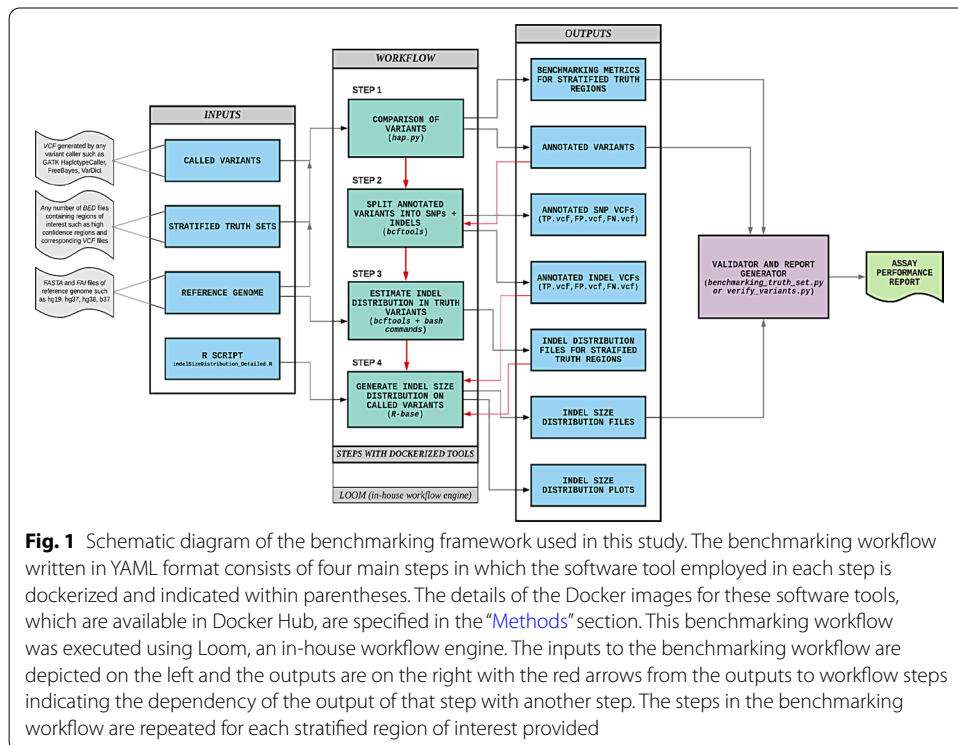 INPUTS
VCF generated by any
variant caller such as
GATK HaplotypeCaller,
FreeBayes, VarDict
Any number of BED files
containing regions of
interest such as high
confidence regions and
corresponding VCF files
FASTA and FAI files of
reference genome such
as hg19, hg37, hg38, b37
CALLED VARIANTS
STRATIFIED TRUTH SETS
REFERENCE GENOME
R SCRIPT
indelSizeDistribution_Detailed.R
WORKFLOW
STEP 1
COMPARISON OF
VARIANTS
(hap.py)
STEP 2
SPLIT ANNOTATED
VARIANTS INTO SNPs +
INDELS
(bcftools)
STEP 3
ESTIMATE INDEL
DISTRIBUTION IN TRUTH
VARIANTS
(bcftools + bash
commands)
STEP 4
GENERATE INDEL SIZE
DISTRIBUTION ON
CALLED VARIANTS
(R-base)
STEPS WITH DOCKERIZED TOOLS
LOOM (in-house workflow engine)
OUTPUTS
BENCHMARKING METRICS
FOR STRATIFIED TRUTH
REGIONS
ANNOTATED VARIANTS
ANNOTATED SNP VCFs
(TP.vcf,FP.vcf,FN.vcf)
ANNOTATED INDEL VCFs
(TP.vcf,FP.vcf,FN.vcf)
INDEL DISTRIBUTION
FILES FOR STRAIFIED
TRUTH REGIONS
INDEL SIZE
DISTRIBUTION FILES
INDEL SIZE
DISTRIBUTION PLOTS
VALIDATOR AND REPORT
GENERATOR
(benchmarking_truth_set.py
or verify_variants.py)
ASSAY
PERFORMANCE
REPORT
Fig. 1 Schematic diagram of the benchmarking framework used in this study. The benchmarking workflow
written in YAML format consists of four main steps in which the software tool employed in each step is
dockerized and indicated within parentheses. The details of the Docker images for these software tools,
which are available in Docker Hub, are specified in the “Methods” section. This benchmarking workflow
was executed using Loom, an in-house workflow engine. The inputs to the benchmarking workflow are
depicted on the left and the outputs are on the right with the red arrows from the outputs to workflow steps
indicating the dependency of the output of that step with another step. The steps in the benchmarking
workflow are repeated for each stratified region of interest provided